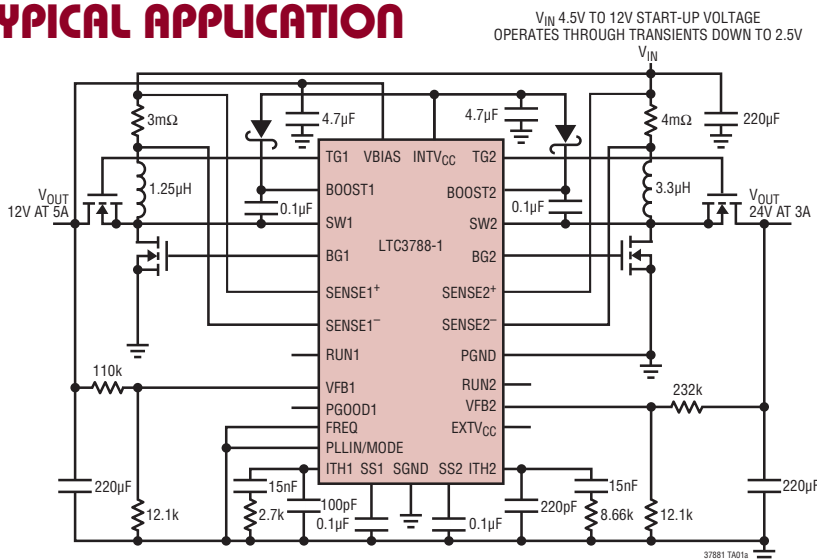 YPICAL APPLICATION
VIN 4.5V TO 12V START-UP VOLTAGE
OPERATES THROUGH TRANSIENTS DOWN TO 2.5V
VIN
3mΩ
4.7µF
4.7µF
4mΩ
220µF
TG1 VBIAS INTVCC TG2
VOUT
12V AT 5A
1.25µH
BOOST1
BOOST2
3.3µH
VOUT
24V AT 3A
0.1µF
0.1µF
SW1
SW2
LTC3788-1
BG1
BG2
SENSE1+
SENSE2+
SENSE1–
SENSE2–
RUN1
PGND
110k
RUN2
232k
VFB1
VFB2
PGOOD1
EXTVCC
FREQ
PLLIN/MODE
ITH1 SS1 SGND SS2 ITH2
220µF
15nF
15nF
220µF
100pF
220pF
12.1k
2.7k
0.1µF
0.1µF
8.66k
12.1k
37881 TA01a